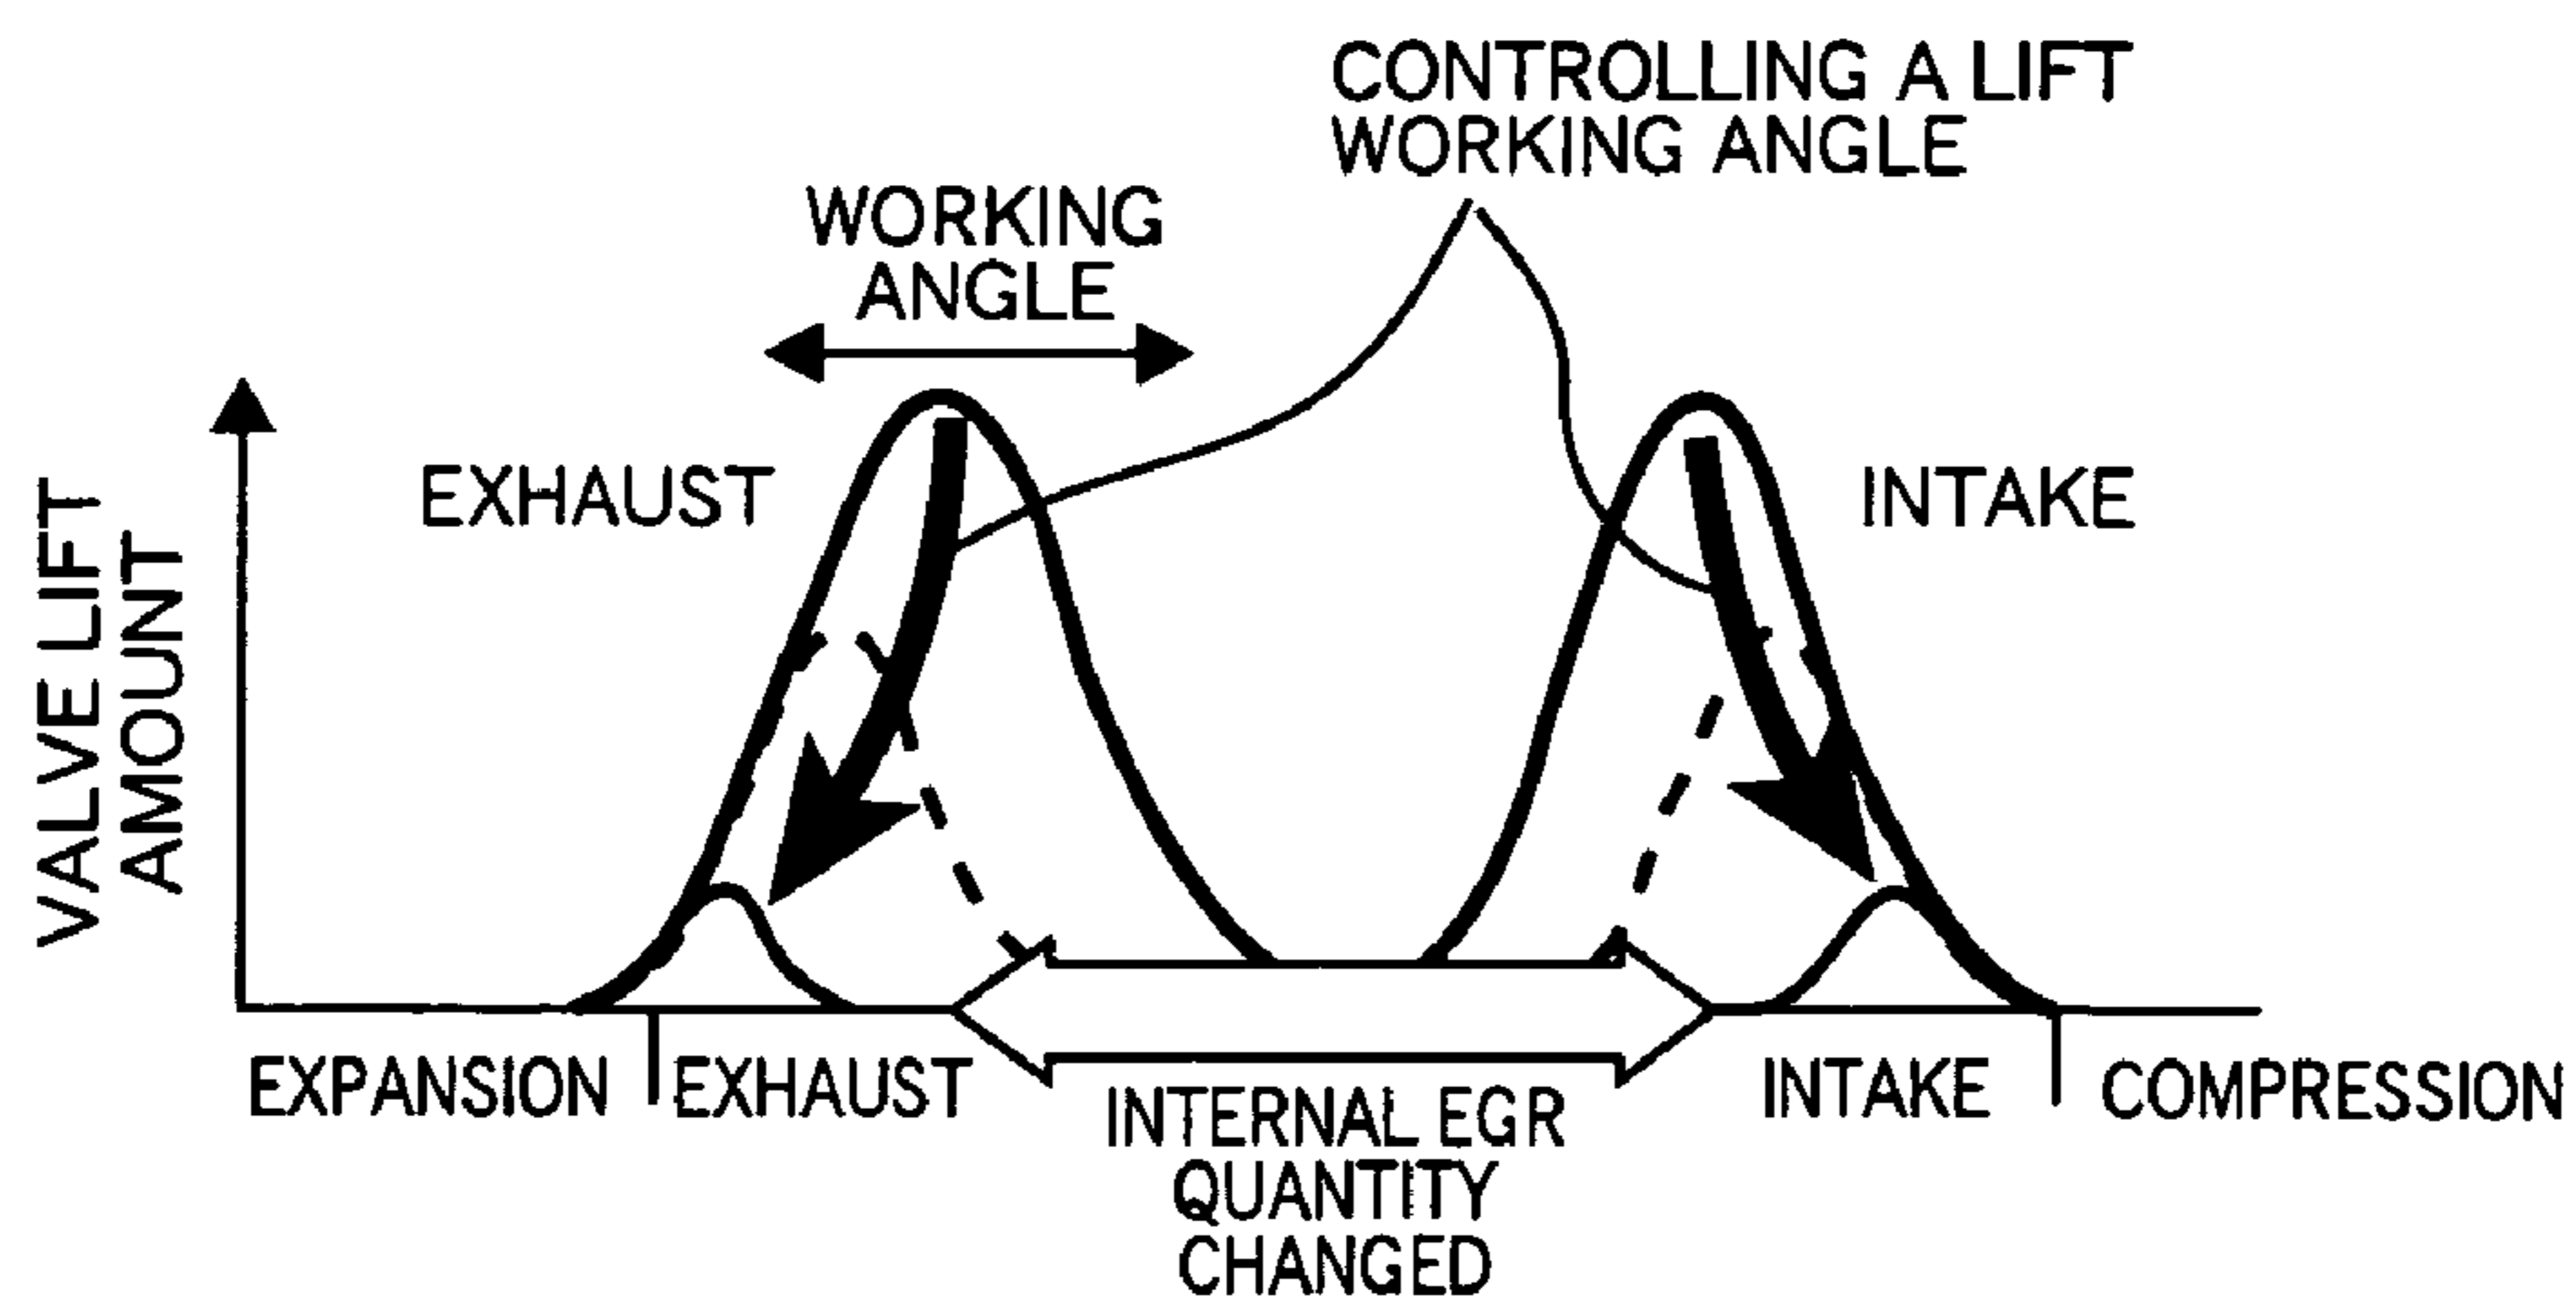 CONTROLLING A LIFT
WORKING ANGLE
WORKING
ANGLE
EXHAUST
INTAKE
VALVE LIFT
AMOUNT
EXPANSION
EXHAUST
INTAKE
COMPRESSION
INTERNAL EGR
QUANTITY
CHANGED